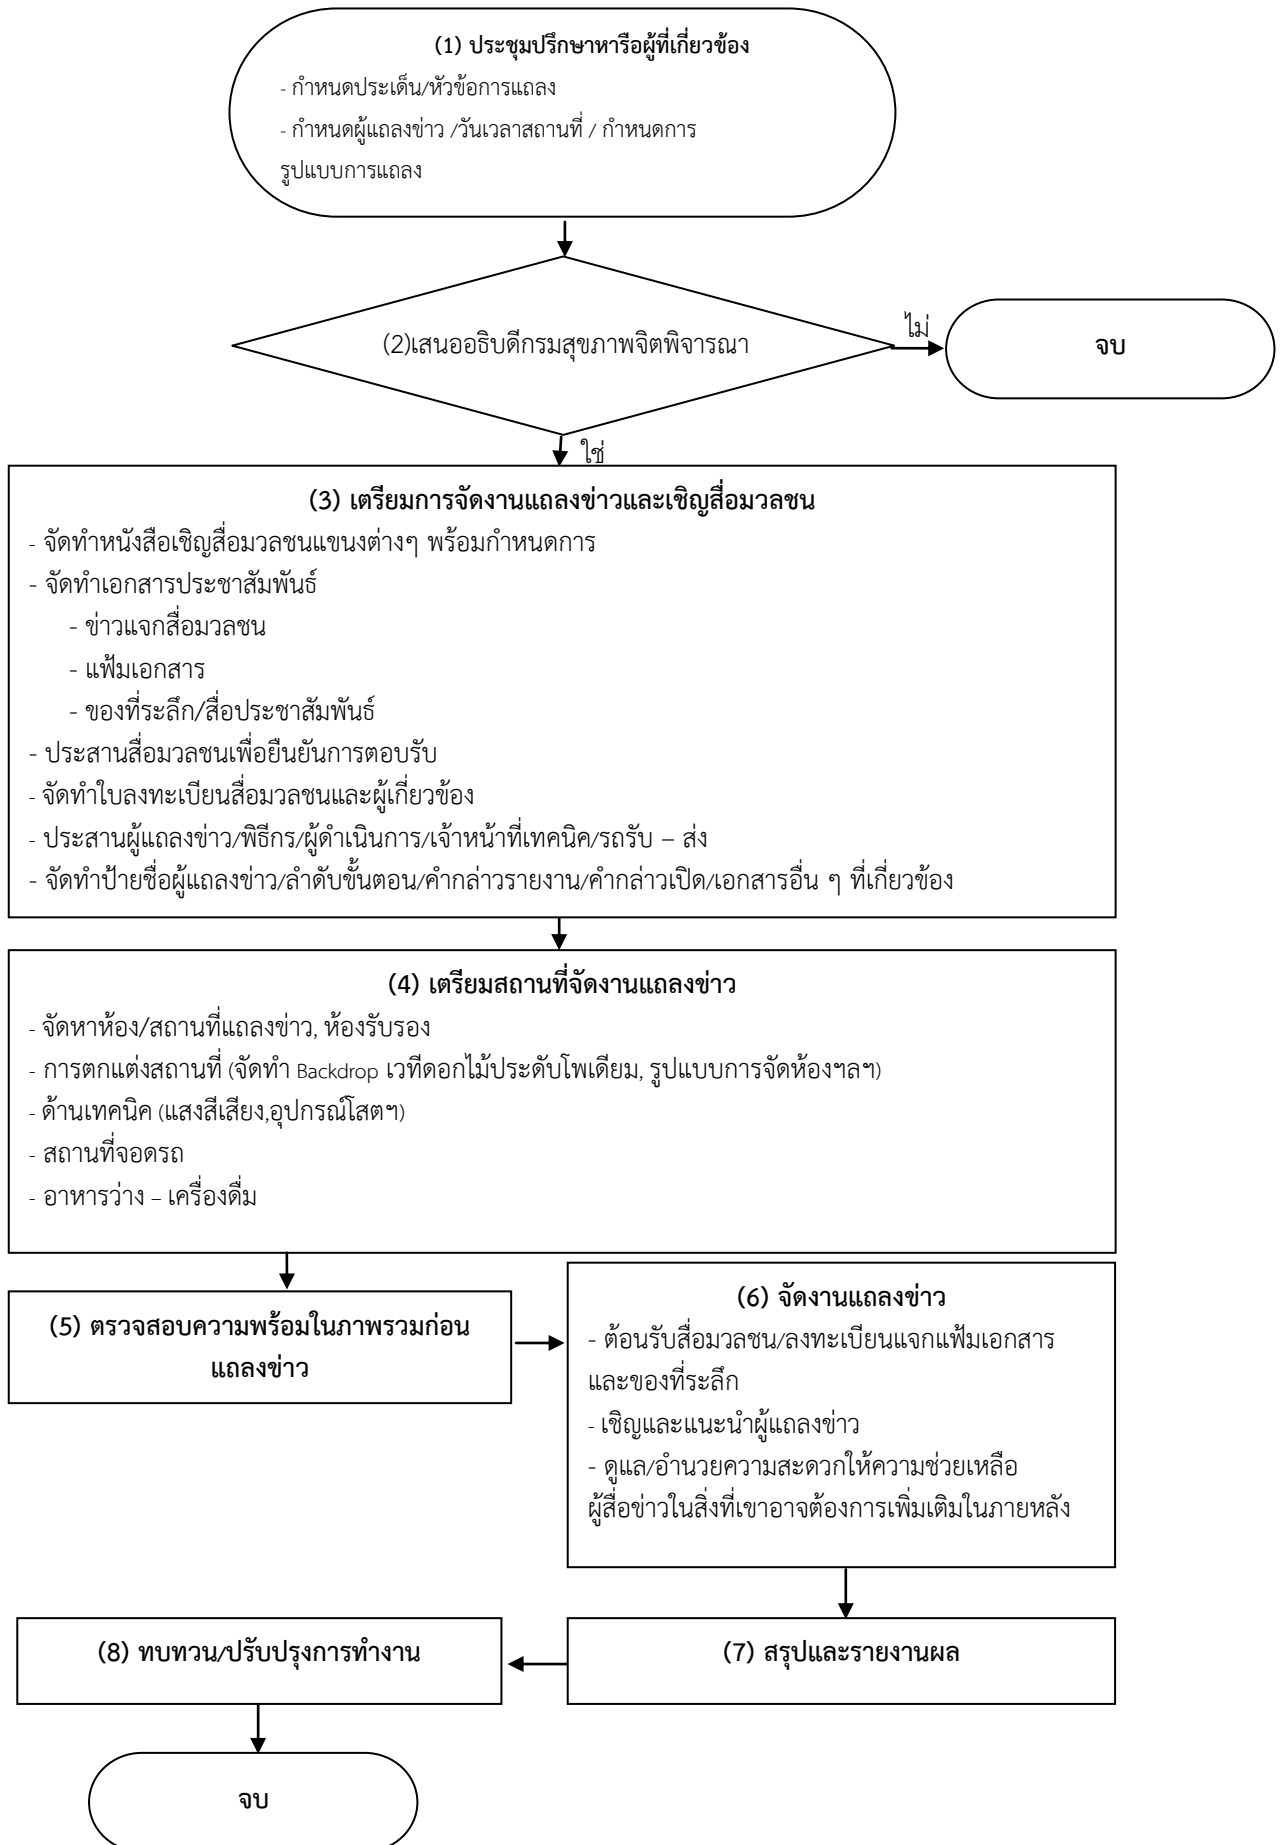 (1) ประชุมปรึกษาหารือผู้ที่เกี่ยวข้อง
- กำหนดประเด็น/หัวข้อการแถลง
- กำหนดผู้แถลงข่าว /วันเวลาสถานที่ / กำหนดการ
รูปแบบการแถลง
(2)เสนออธิบดีกรมสุขภาพจิตพิจารณา
ไม่
จบ
ใช่
(3) เตรียมการจัดงานแถลงข่าวและเชิญสื่อมวลชน
- จัดทำหนังสือเชิญสื่อมวลชนแขนงต่างๆ พร้อมกำหนดการ
- จัดทำเอกสารประชาสัมพันธ์
- ข่าวแจกสื่อมวลชน
- แฟ้มเอกสาร
- ของที่ระลึก/สื่อประชาสัมพันธ์
- ประสานสื่อมวลชนเพื่อยืนยันการตอบรับ
- จัดทำใบลงทะเบียนสื่อมวลชนและผู้เกี่ยวข้อง
- ประสานผู้แถลงข่าว/พิธีกร/ผู้ดำเนินการ/เจ้าหน้าที่เทคนิค/รถรับ – ส่ง
- จัดทำป้ายชื่อผู้แถลงข่าว/ลำดับขั้นตอน/คำกล่าวรายงาน/คำกล่าวเปิด/เอกสารอื่น ๆ ที่เกี่ยวข้อง
(4) เตรียมสถานที่จัดงานแถลงข่าว
- จัดหาห้อง/สถานที่แถลงข่าว, ห้องรับรอง
- การตกแต่งสถานที่ (จัดทำ Backdrop เวทีดอกไม้ประดับโพเดียม, รูปแบบการจัดห้องฯลฯ)
- ด้านเทคนิค (แสงสีเสียง,อุปกรณ์โสตฯ)
- สถานที่จอดรถ
- อาหารว่าง – เครื่องดื่ม
(5) ตรวจสอบความพร้อมในภาพรวมก่อน
แถลงข่าว
(6) จัดงานแถลงข่าว
- ต้อนรับสื่อมวลชน/ลงทะเบียนแจกแฟ้มเอกสาร
และของที่ระลึก
- เชิญและแนะนำผู้แถลงข่าว
- ดูแล/อำนวยความสะดวกให้ความช่วยเหลือ
ผู้สื่อข่าวในสิ่งที่เขาอาจต้องการเพิ่มเติมในภายหลัง
(8) ทบทวน/ปรับปรุงการทำงาน
(7) สรุปและรายงานผล
จบ